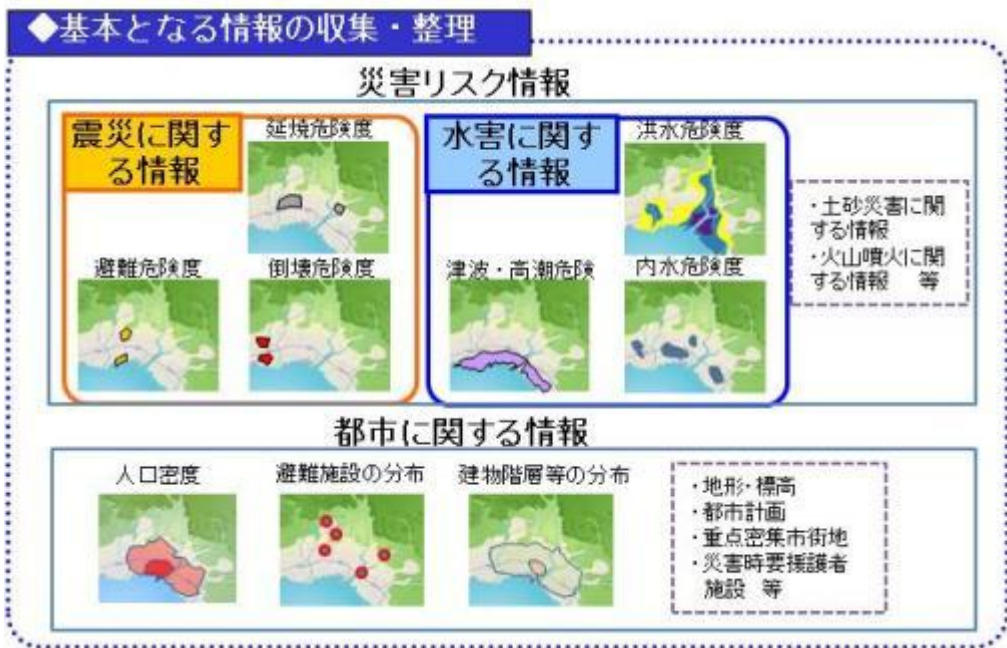 ◆基本となる情報の収集・整理
災害リスク情報
震災に関す
る情報
延焼危険度
避難危険度
倒壊危険度
水害に関す
る情報
洪水危険度
津波・高潮危険
内水危険度
・土砂災害に関
する情報
・火山噴火に関
する情報 等
都市に関する情報
人口密度
避難施設の分布
建物階層等の分布
・地形・標高
・都市計画
・重点密集市街地
・災害時要援護者
施設 等